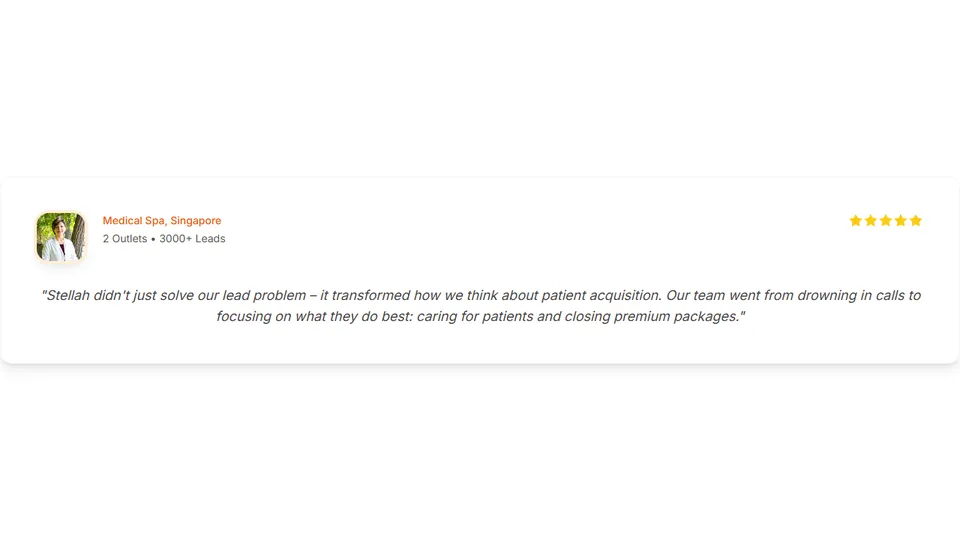 Medical Spa, Singapore
2 Outlets • 3000+ Leads
"Stellah didn't just solve our lead problem – it transformed how we think about patient acquisition. Our team went from drowning in calls to
focusing on what they do best: caring for patients and closing premium packages."